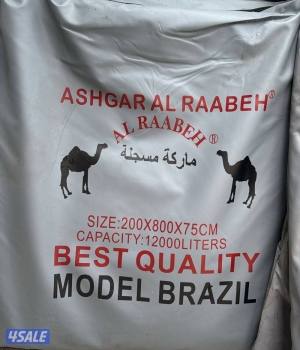 ASHGAR AL RAABEH®
AL RAABEH ®
ماركة مسجلة
SIZE:200X800X75CM
CAPACITY:12000LITERS
BEST QUALITY
MODEL BRAZIL
4SALE